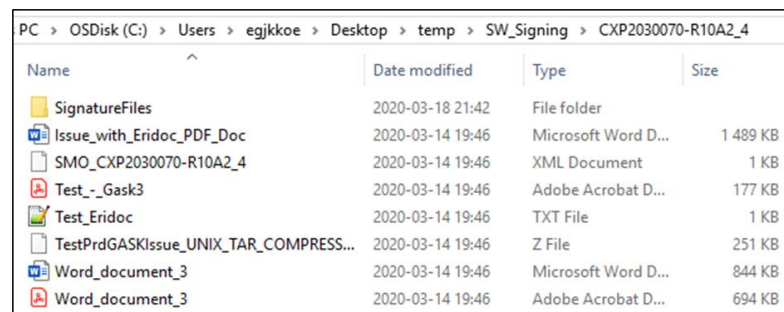 PC > OSDisk (C:) > Users > egjkkoe > Desktop > temp > SW_Signing > CXP2030070-R10A2_4
Name Date modified Type Size
SignatureFiles 2020-03-18 21:42 File folder
Issue_with_Eridoc_PDF_Doc 2020-03-14 19:46 Microsoft Word D... 1 489 KB
SMO_CXP2030070-R10A2_4 2020-03-14 19:46 XML Document 1 KB
Test_-_Gask3 2020-03-14 19:46 Adobe Acrobat D... 177 KB
Test_Eridoc 2020-03-14 19:46 TXT File 1 KB
TestPrdGASKIssue_UNIX_TAR_COMPRESS... 2020-03-14 19:46 Z File 251 KB
Word_document_3 2020-03-14 19:46 Microsoft Word D... 844 KB
Word_document_3 2020-03-14 19:46 Adobe Acrobat D... 694 KB